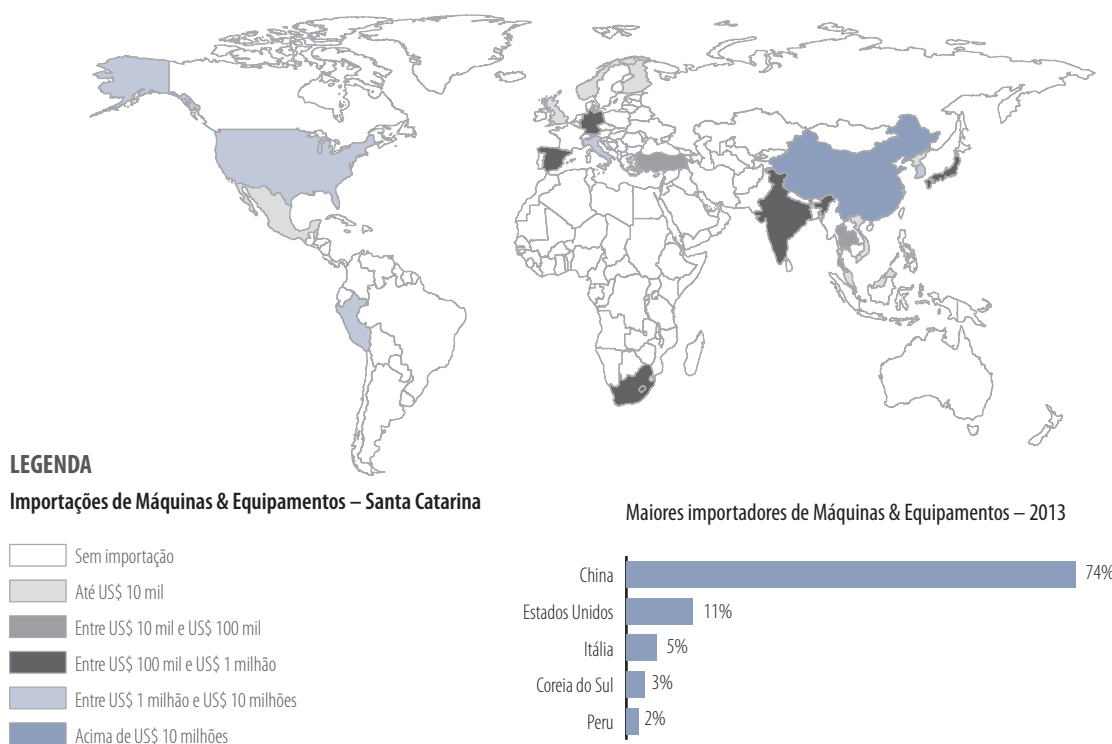 LEGENDA
Importações de Máquinas & Equipamentos – Santa Catarina
Sem importação
Até US$ 10 mil
Entre US$ 10 mil e US$ 100 mil
Entre US$ 100 mil e US$ 1 milhão
Entre US$ 1 milhão e US$ 10 milhões
Acima de US$ 10 milhões
Maiores importadores de Máquinas & Equipamentos – 2013
China 74%
Estados Unidos 11%
Itália 5%
Coreia do Sul 3%
Peru 2%